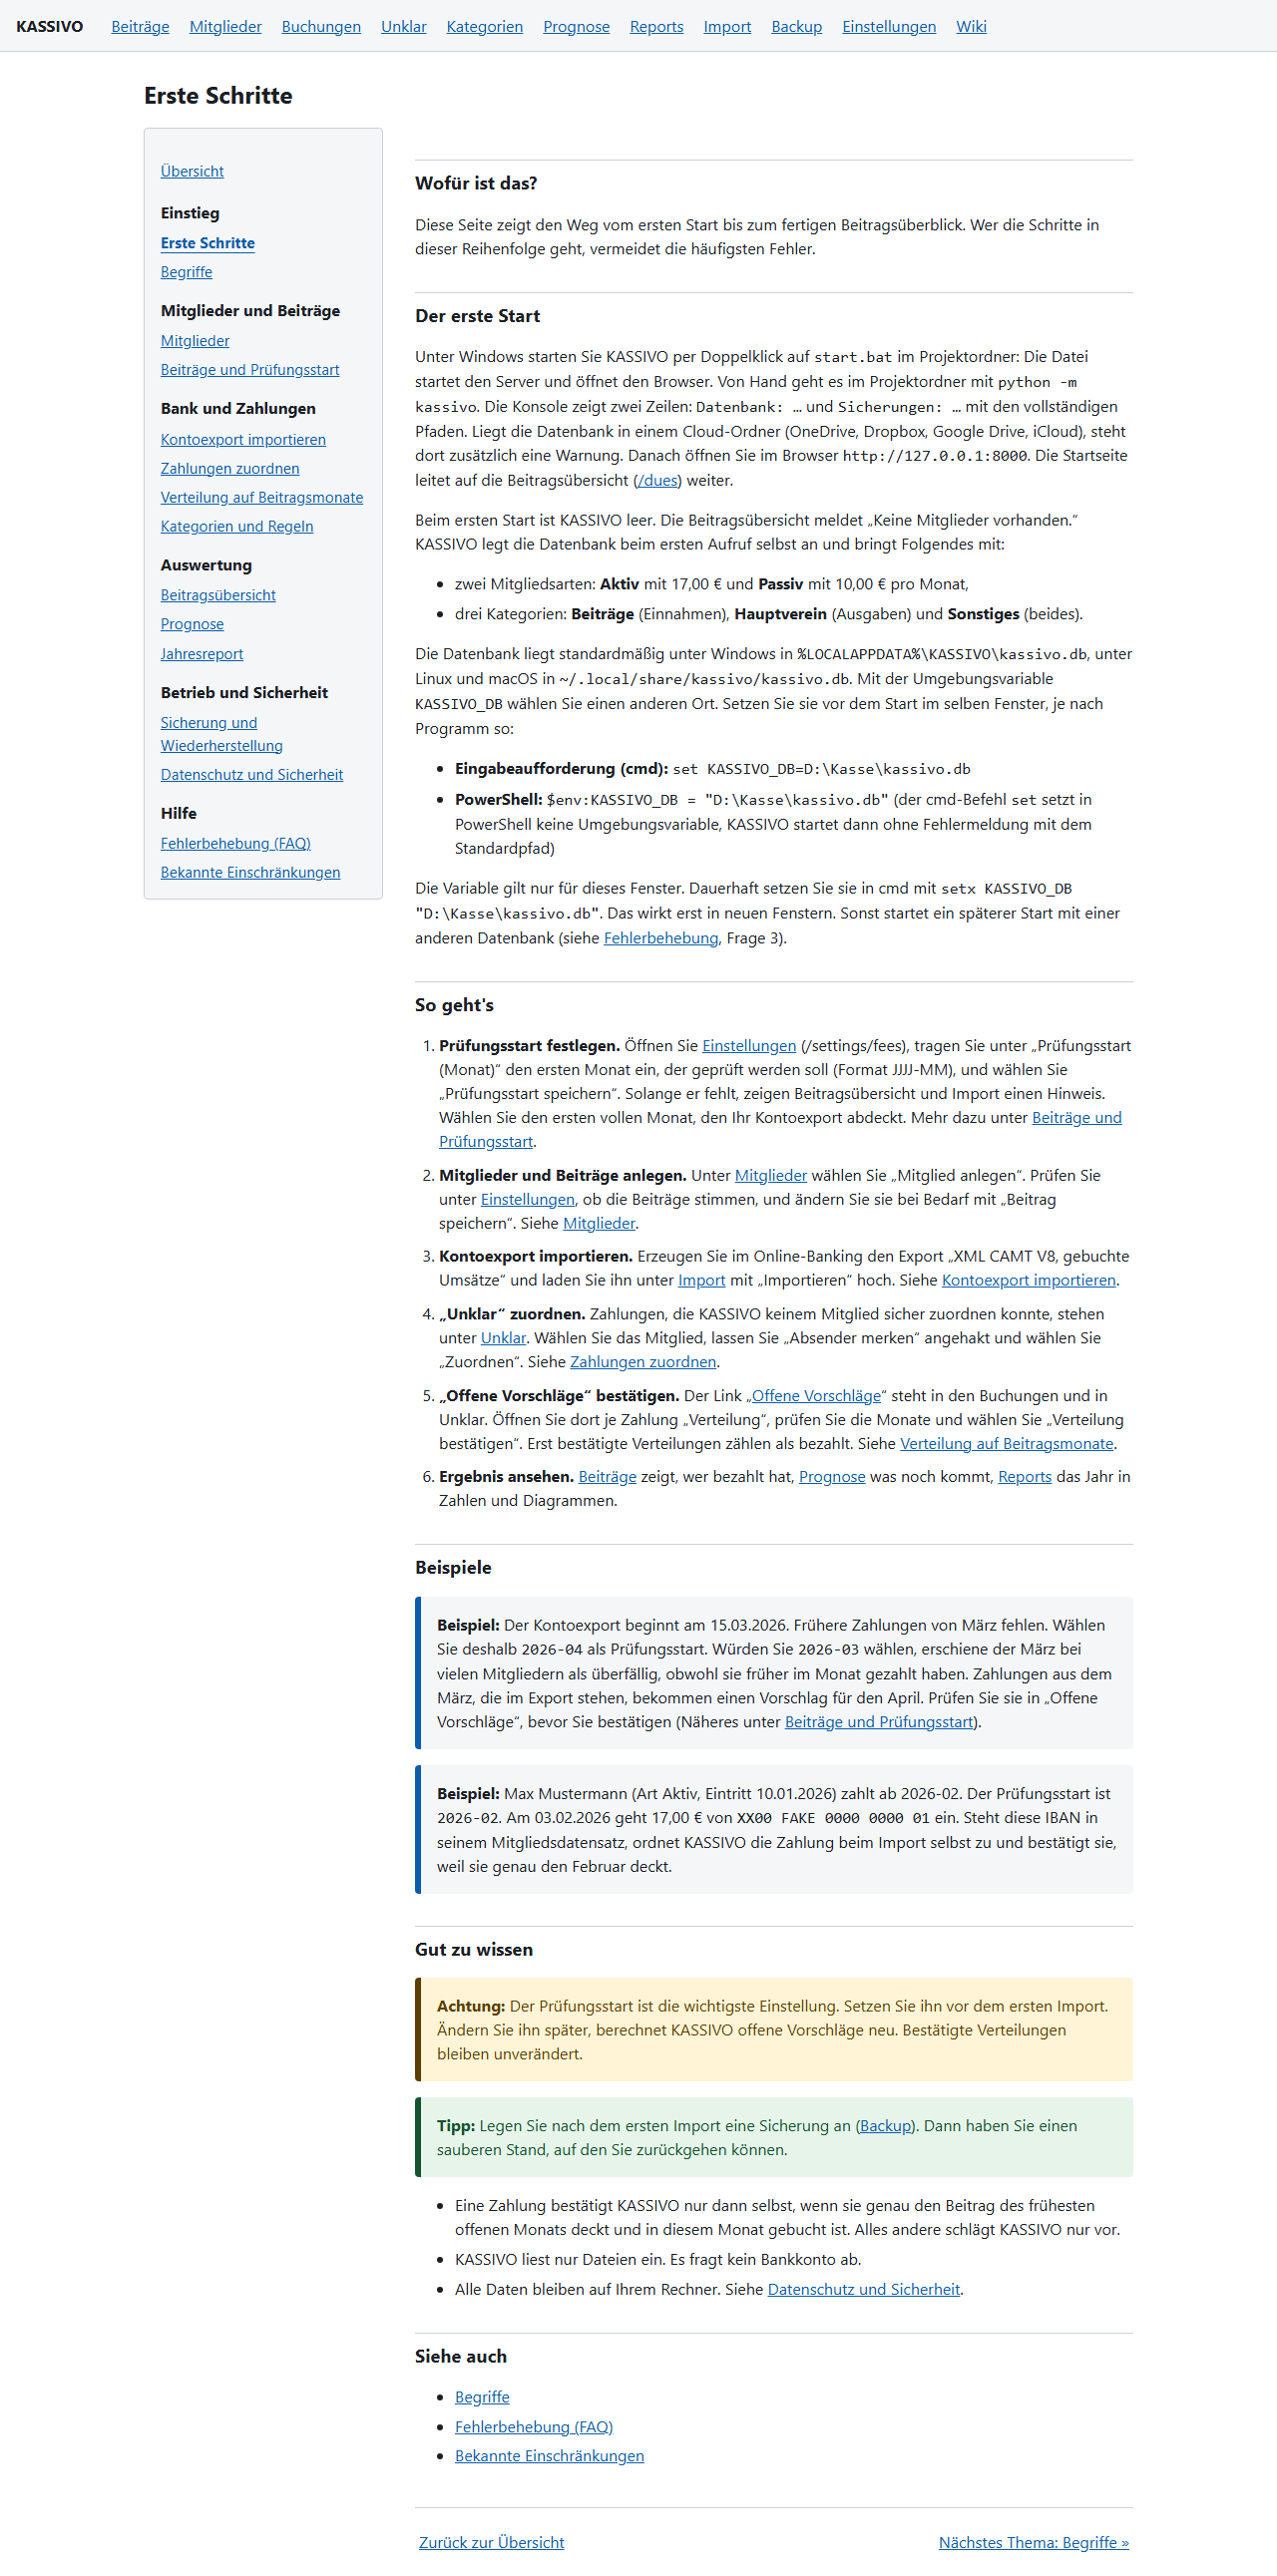 KASSIVO Beiträge Mitglieder Buchungen Unklar Kategorien Prognose Reports Import Backup Einstellungen Wiki
Erste Schritte
Übersicht
Einstieg
Erste Schritte
Begriffe
Mitglieder und Beiträge
Mitglieder
Beiträge und Prüfungsstart
Bank und Zahlungen
Kontoexport importieren
Zahlungen zuordnen
Verteilung auf Beitragsmonate
Kategorien und Regeln
Auswertung
Beitragsübersicht
Prognose
Jahresreport
Betrieb und Sicherheit
Sicherung und
Wiederherstellung
Datenschutz und Sicherheit
Hilfe
Fehlerbehebung (FAQ)
Bekannte Einschränkungen
Wofür ist das?
Diese Seite zeigt den Weg vom ersten Start bis zum fertigen Beitragsüberblick. Wer die Schritte in
dieser Reihenfolge geht, vermeidet die häufigsten Fehler.
Der erste Start
Unter Windows starten Sie KASSIVO per Doppelklick auf start.bat im Projektordner: Die Datei
startet den Server und öffnet den Browser. Von Hand geht es im Projektordner mit python -m
kassivo. Die Konsole zeigt zwei Zeilen: Datenbank: … und Sicherungen: … mit den vollständigen
Pfaden. Liegt die Datenbank in einem Cloud-Ordner (OneDrive, Dropbox, Google Drive, iCloud), steht
dort zusätzlich eine Warnung. Danach öffnen Sie im Browser http://127.0.0.1:8000. Die Startseite
leitet auf die Beitragsübersicht (/dues) weiter.
Beim ersten Start ist KASSIVO leer. Die Beitragsübersicht meldet „Keine Mitglieder vorhanden.“
KASSIVO legt die Datenbank beim ersten Aufruf selbst an und bringt Folgendes mit:
• zwei Mitgliedsarten: Aktiv mit 17,00 € und Passiv mit 10,00 € pro Monat,
• drei Kategorien: Beiträge (Einnahmen), Hauptverein (Ausgaben) und Sonstiges (beides).
Die Datenbank liegt standardmäßig unter Windows in %LOCALAPPDATA%\KASSIVO\kassivo.db, unter
Linux und macOS in ~/.local/share/kassivo/kassivo.db. Mit der Umgebungsvariable
KASSIVO_DB wählen Sie einen anderen Ort. Setzen Sie sie vor dem Start im selben Fenster, je nach
Programm so:
• Eingabeaufforderung (cmd): set KASSIVO_DB=D:\Kasse\kassivo.db
• PowerShell: $env:KASSIVO_DB = "D:\Kasse\kassivo.db" (der cmd-Befehl set setzt in
PowerShell keine Umgebungsvariable, KASSIVO startet dann ohne Fehlermeldung mit dem
Standardpfad)
Die Variable gilt nur für dieses Fenster. Dauerhaft setzen Sie sie in cmd mit setx KASSIVO_DB
"D:\Kasse\kassivo.db". Das wirkt erst in neuen Fenstern. Sonst startet ein späterer Start mit einer
anderen Datenbank (siehe Fehlerbehebung, Frage 3).
So geht's
1. Prüfungsstart festlegen. Öffnen Sie Einstellungen (/settings/fees), tragen Sie unter „Prüfungsstart
(Monat)“ den ersten Monat ein, der geprüft werden soll (Format JJJJ-MM), und wählen Sie
„Prüfungsstart speichern“. Solange er fehlt, zeigen Beitragsübersicht und Import einen Hinweis.
Wählen Sie den ersten vollen Monat, den Ihr Kontoexport abdeckt. Mehr dazu unter Beiträge und
Prüfungsstart.
2. Mitglieder und Beiträge anlegen. Unter Mitglieder wählen Sie „Mitglied anlegen“. Prüfen Sie
unter Einstellungen, ob die Beiträge stimmen, und ändern Sie sie bei Bedarf mit „Beitrag
speichern“. Siehe Mitglieder.
3. Kontoexport importieren. Erzeugen Sie im Online-Banking den Export „XML CAMT V8, gebuchte
Umsätze“ und laden Sie ihn unter Import mit „Importieren“ hoch. Siehe Kontoexport importieren.
4. „Unklar“ zuordnen. Zahlungen, die KASSIVO keinem Mitglied sicher zuordnen konnte, stehen
unter Unklar. Wählen Sie das Mitglied, lassen Sie „Absender merken“ angehakt und wählen Sie
„Zuordnen“. Siehe Zahlungen zuordnen.
5. „Offene Vorschläge“ bestätigen. Der Link „Offene Vorschläge“ steht in den Buchungen und in
Unklar. Öffnen Sie dort je Zahlung „Verteilung“, prüfen Sie die Monate und wählen Sie „Verteilung
bestätigen“. Erst bestätigte Verteilungen zählen als bezahlt. Siehe Verteilung auf Beitragsmonate.
6. Ergebnis ansehen. Beiträge zeigt, wer bezahlt hat, Prognose was noch kommt, Reports das Jahr in
Zahlen und Diagrammen.
Beispiele
Beispiel: Der Kontoexport beginnt am 15.03.2026. Frühere Zahlungen von März fehlen. Wählen
Sie deshalb 2026-04 als Prüfungsstart. Würden Sie 2026-03 wählen, erschiene der März bei
vielen Mitgliedern als überfällig, obwohl sie früher im Monat gezahlt haben. Zahlungen aus dem
März, die im Export stehen, bekommen einen Vorschlag für den April. Prüfen Sie sie in „Offene
Vorschläge“, bevor Sie bestätigen (Näheres unter Beiträge und Prüfungsstart).
Beispiel: Max Mustermann (Art Aktiv, Eintritt 10.01.2026) zahlt ab 2026-02. Der Prüfungsstart ist
2026-02. Am 03.02.2026 geht 17,00 € von XX00 FAKE 0000 0000 01 ein. Steht diese IBAN in
seinem Mitgliedsdatensatz, ordnet KASSIVO die Zahlung beim Import selbst zu und bestätigt sie,
weil sie genau den Februar deckt.
Gut zu wissen
Achtung: Der Prüfungsstart ist die wichtigste Einstellung. Setzen Sie ihn vor dem ersten Import.
Ändern Sie ihn später, berechnet KASSIVO offene Vorschläge neu. Bestätigte Verteilungen
bleiben unverändert.
Tipp: Legen Sie nach dem ersten Import eine Sicherung an (Backup). Dann haben Sie einen
sauberen Stand, auf den Sie zurückgehen können.
• Eine Zahlung bestätigt KASSIVO nur dann selbst, wenn sie genau den Beitrag des frühesten
offenen Monats deckt und in diesem Monat gebucht ist. Alles andere schlägt KASSIVO nur vor.
• KASSIVO liest nur Dateien ein. Es fragt kein Bankkonto ab.
• Alle Daten bleiben auf Ihrem Rechner. Siehe Datenschutz und Sicherheit.
Siehe auch
• Begriffe
• Fehlerbehebung (FAQ)
• Bekannte Einschränkungen
Zurück zur Übersicht Nächstes Thema: Begriffe »